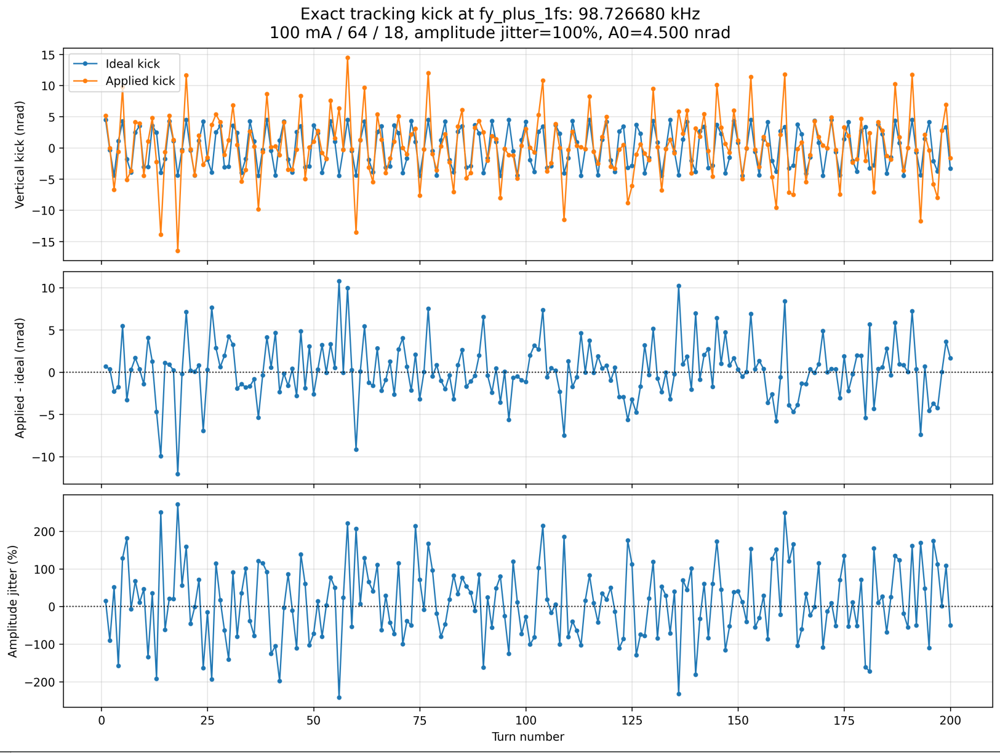 Exact tracking kick at fy_plus_1fs: 98.726680 kHz
100 mA / 64 / 18, amplitude jitter=100%, A0=4.500 nrad
Ideal kick
Applied kick
Vertical kick (nrad)
15
10
5
0
−5
−10
−15
Applied - ideal (nrad)
10
5
0
−5
−10
Amplitude jitter (%)
200
100
0
−100
−200
0 25 50 75 100 125 150 175 200
Turn number